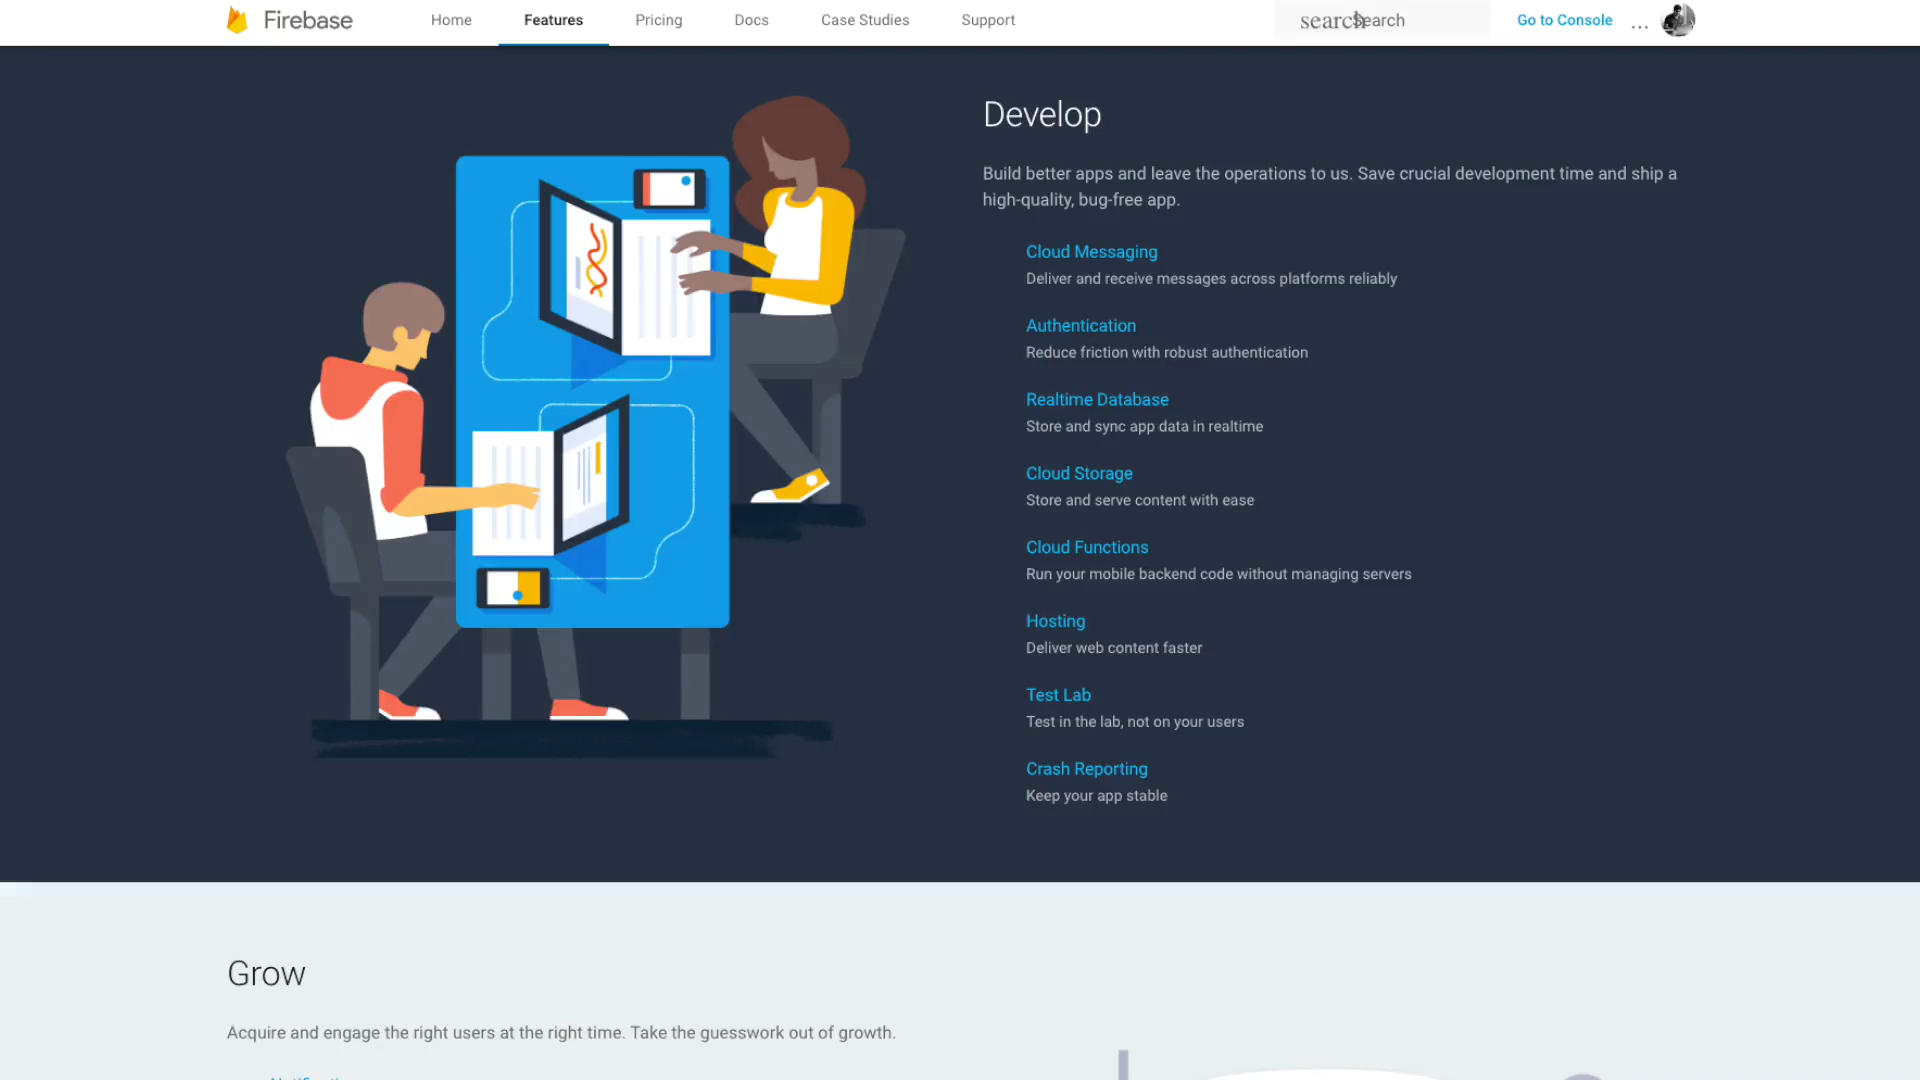 Firebase
Home
Features
Pricing
Docs
Case Studies
Support
search
Search
Go to Console
...
Develop
Build better apps and leave the operations to us. Save crucial development time and ship a
high-quality, bug-free app.
Cloud Messaging
Deliver and receive messages across platforms reliably
Authentication
Reduce friction with robust authentication
Realtime Database
Store and sync app data in realtime
Cloud Storage
Store and serve content with ease
Cloud Functions
Run your mobile backend code without managing servers
Hosting
Deliver web content faster
Test Lab
Test in the lab, not on your users
Crash Reporting
Keep your app stable
Grow
Acquire and engage the right users at the right time. Take the guesswork out of growth.